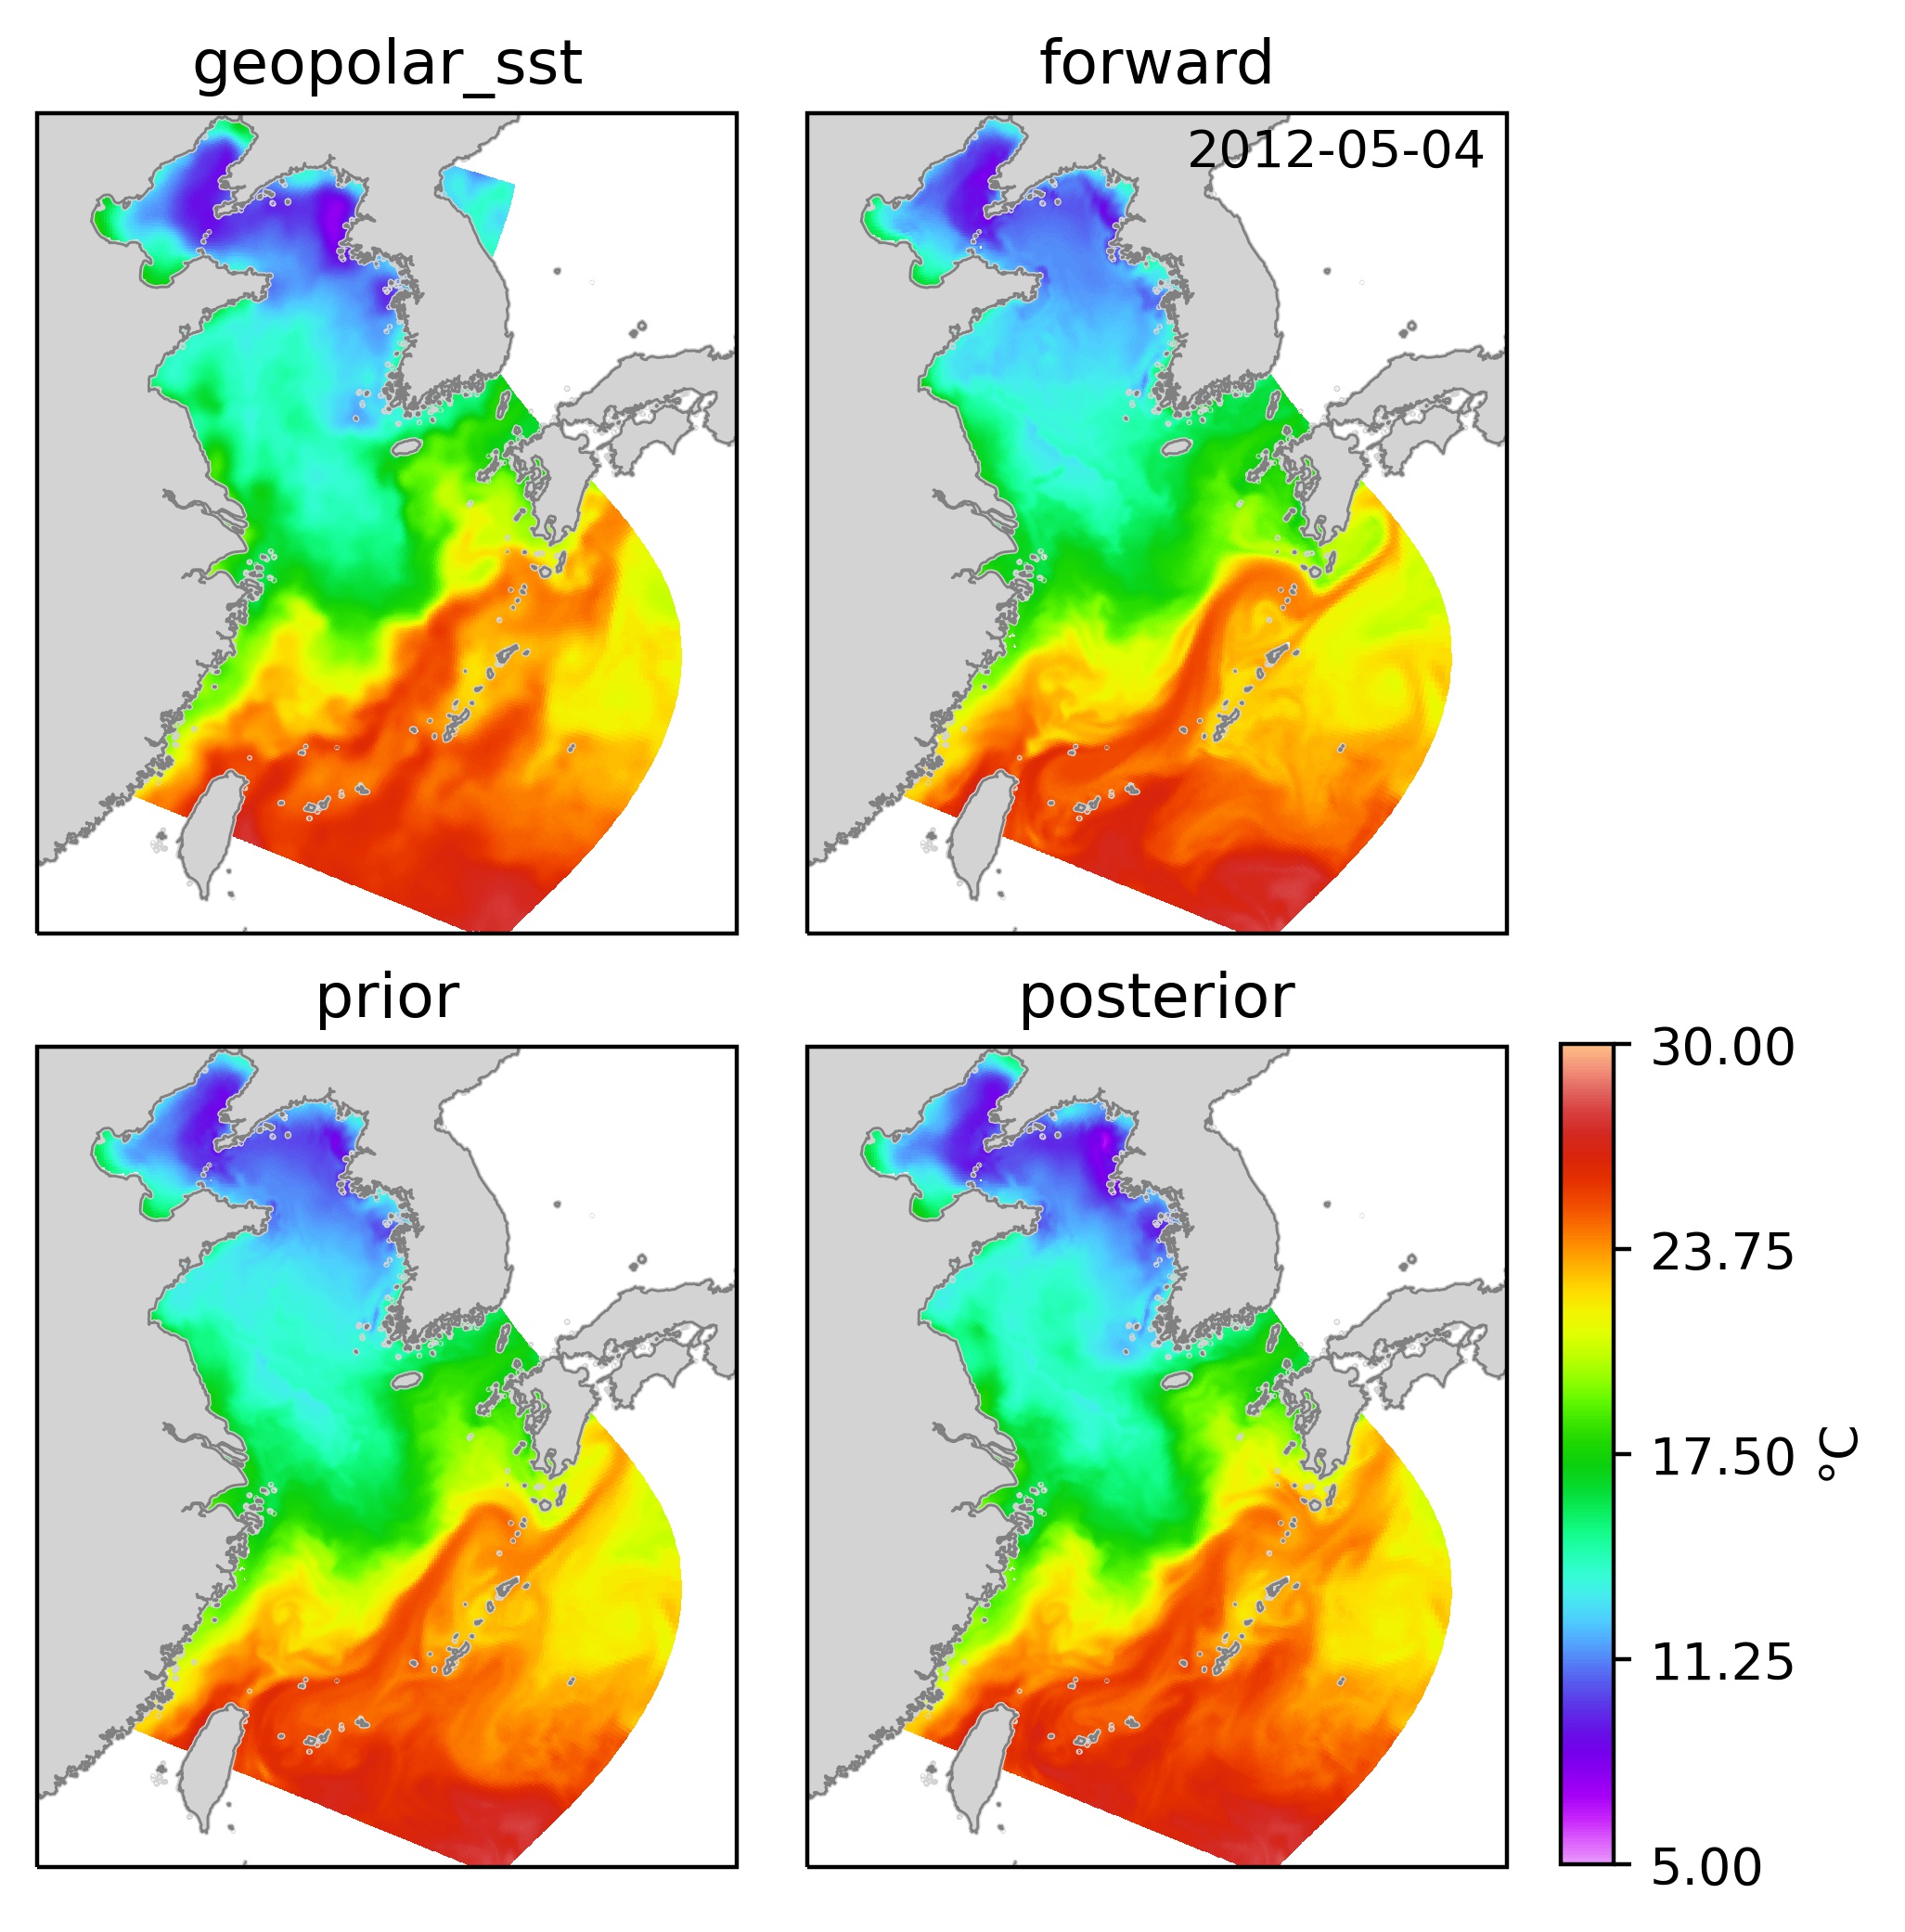 geopolar_sst
forward
2012-05-04
prior
posterior
30.00
23.75
17.50
11.25
5.00
°C